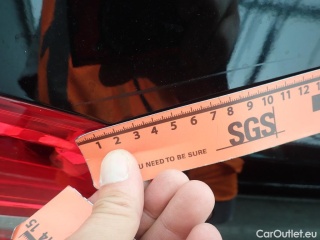 1 2 3 4 5 6 7 8 9 10 11 12
U NEED TO BE SURE
SGS
14 15
CarOutlet.eu